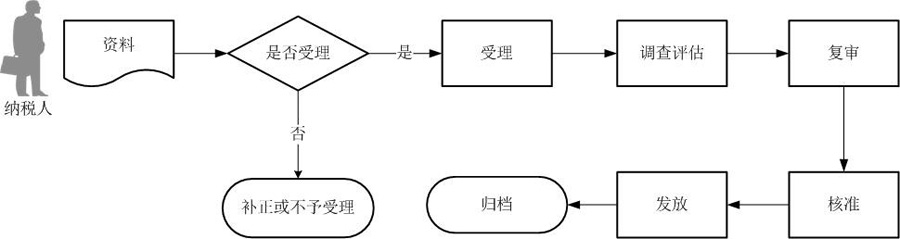 纳税人
资料
是否受理
是
受理
调查评估
复审
否
补正或不予受理
归档
发放
核准